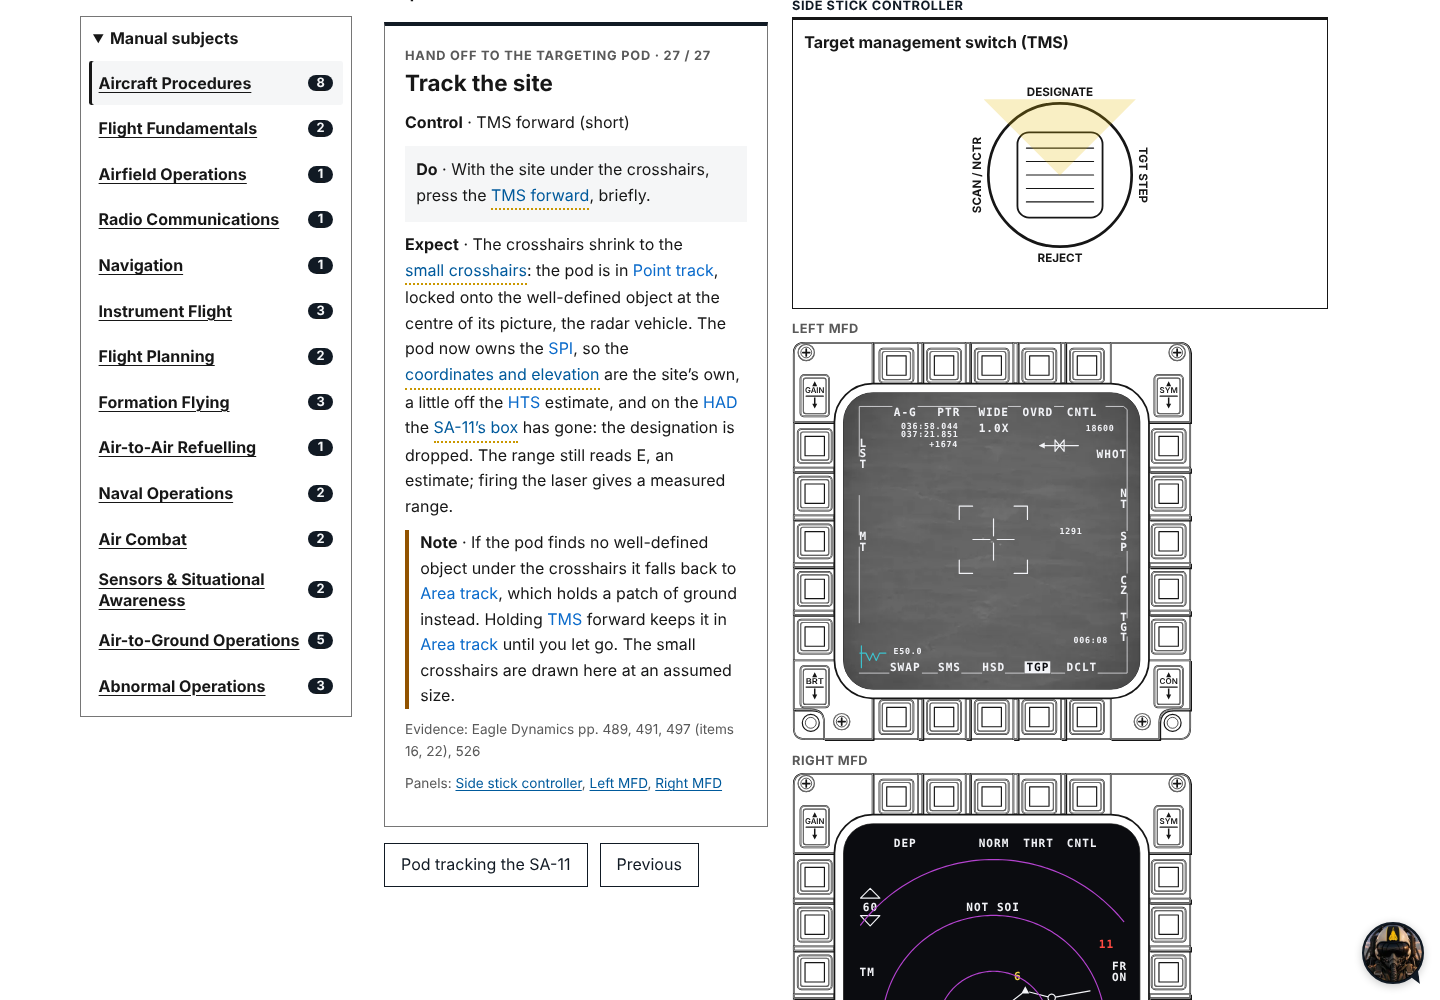 ▼ Manual subjects
Aircraft Procedures 8
Flight Fundamentals 2
Airfield Operations 1
Radio Communications 1
Navigation 1
Instrument Flight 3
Flight Planning 2
Formation Flying 3
Air-to-Air Refuelling 1
Naval Operations 2
Air Combat 2
Sensors & Situational
Awareness 2
Air-to-Ground Operations 5
Abnormal Operations 3
HAND OFF TO THE TARGETING POD · 27 / 27
Track the site
Control · TMS forward (short)
Do · With the site under the crosshairs,
press the TMS forward, briefly.
Expect · The crosshairs shrink to the
small crosshairs: the pod is in Point track,
locked onto the well-defined object at the
centre of its picture, the radar vehicle. The
pod now owns the SPI, so the
coordinates and elevation are the site’s own,
a little off the HTS estimate, and on the HAD
the SA-11’s box has gone: the designation is
dropped. The range still reads E, an
estimate; firing the laser gives a measured
range.
Note · If the pod finds no well-defined
object under the crosshairs it falls back to
Area track, which holds a patch of ground
instead. Holding TMS forward keeps it in
Area track until you let go. The small
crosshairs are drawn here at an assumed
size.
Evidence: Eagle Dynamics pp. 489, 491, 497 (items
16, 22), 526
Panels: Side stick controller, Left MFD, Right MFD
Pod tracking the SA-11
Previous
SIDE STICK CONTROLLER
Target management switch (TMS)
DESIGNATE
SCAN / NCTR
TGT STEP
REJECT
LEFT MFD
GAIN
SYM
A-G PTR WIDE OVRD CNTL
036:58.044
037:21.851
+1674
1.0X
18600
LST
WHOT
NT
1291
MT
SP
CZ
TGT
006:08
E50.0
SWAP SMS HSD TGP DCLT
BRT
CON
RIGHT MFD
GAIN
SYM
DEP NORM THRT CNTL
60
NOT SOI
11
TM
FR
ON
6